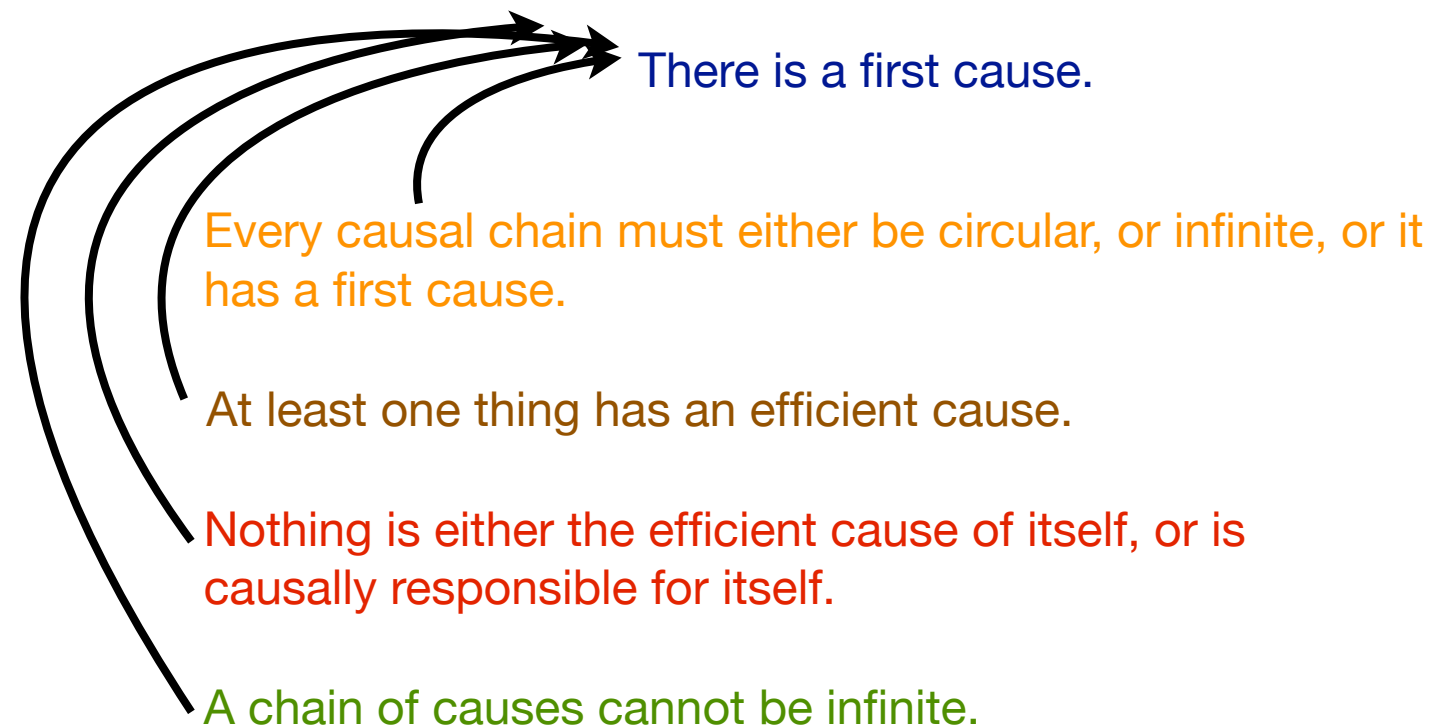 There is a first cause.
Every causal chain must either be circular, or infinite, or it
has a first cause.
At least one thing has an efficient cause.
Nothing is either the efficient cause of itself, or is
causally responsible for itself.
A chain of causes cannot be infinite.